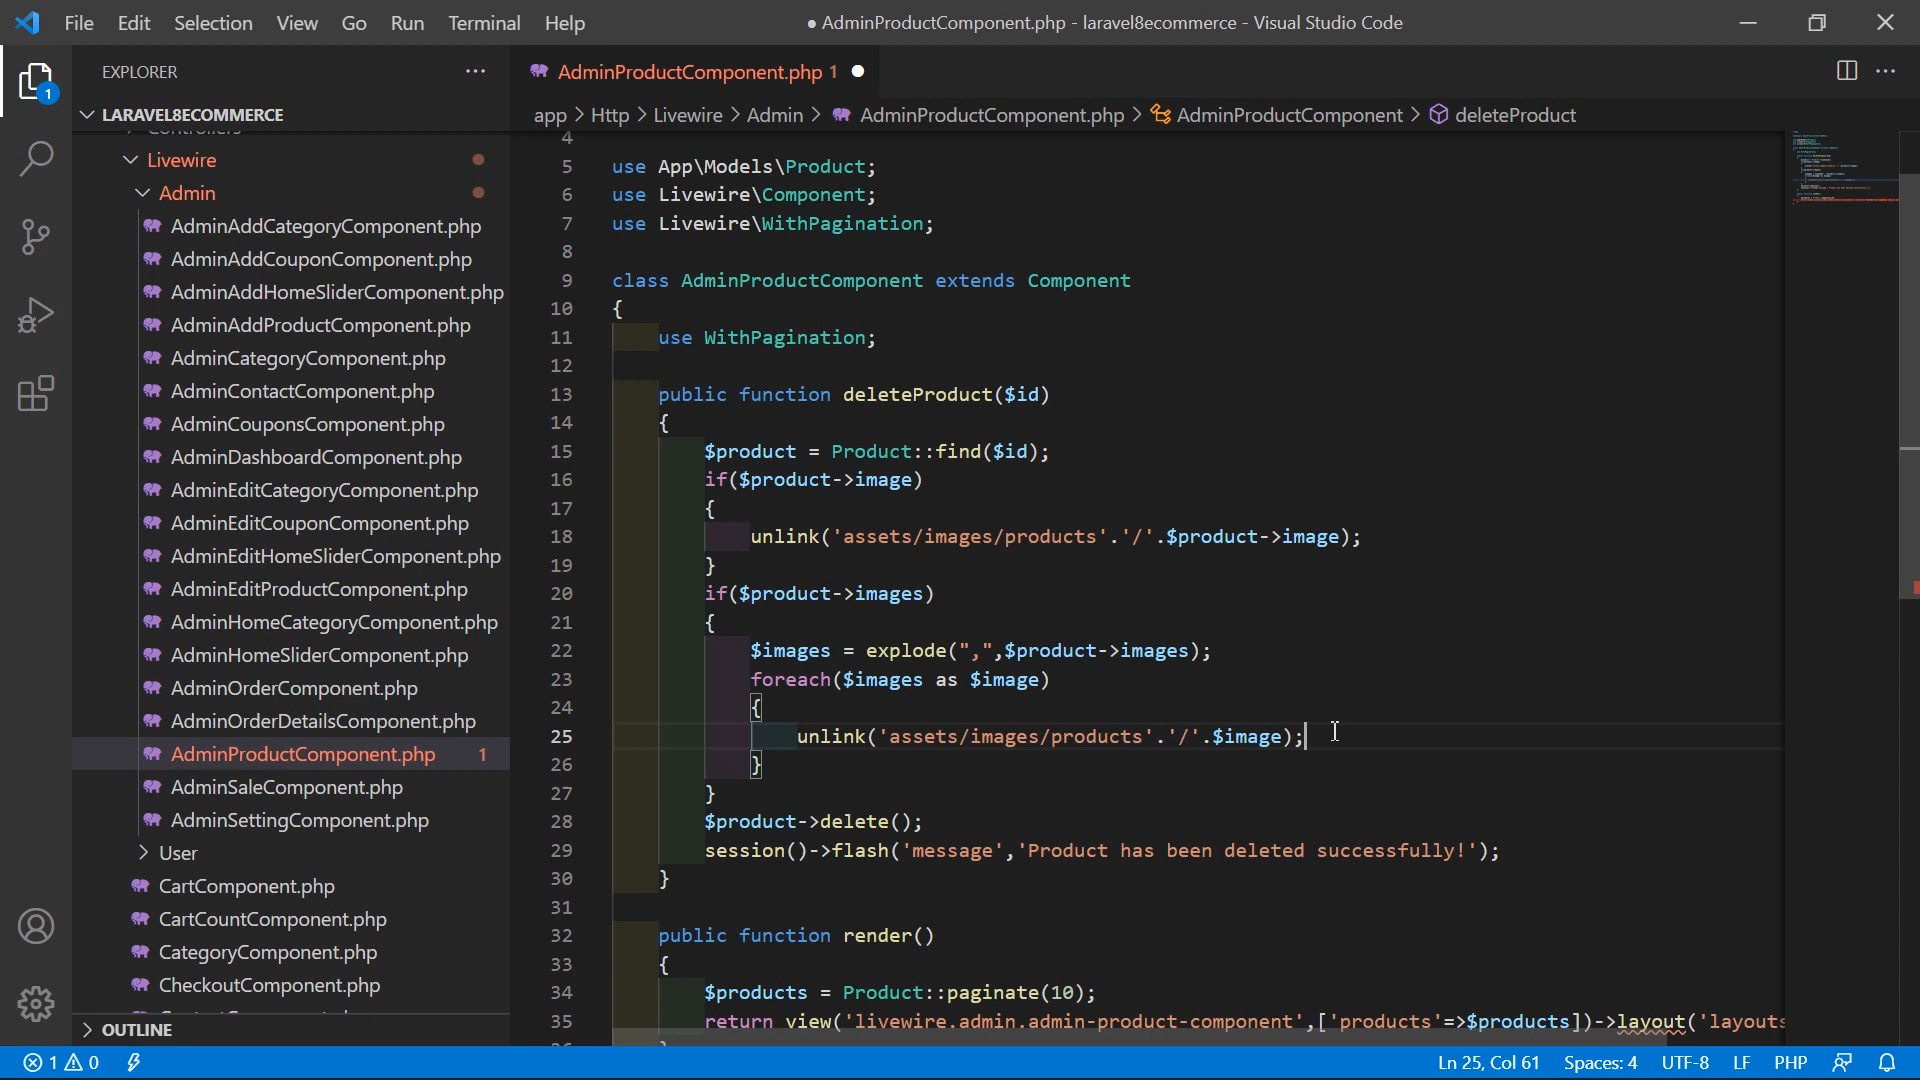 File Edit Selection View Go Run Terminal Help
● AdminProductComponent.php - laravel8ecommerce - Visual Studio Code
EXPLORER
AdminProductComponent.php 1
LARAVEL8ECOMMERCE
app > Http > Livewire > Admin > AdminProductComponent.php > AdminProductComponent > deleteProduct
Controllers
Livewire
Admin
AdminAddCategoryComponent.php
AdminAddCouponComponent.php
AdminAddHomeSliderComponent.php
AdminAddProductComponent.php
AdminCategoryComponent.php
AdminContactComponent.php
AdminCouponsComponent.php
AdminDashboardComponent.php
AdminEditCategoryComponent.php
AdminEditCouponComponent.php
AdminEditHomeSliderComponent.php
AdminEditProductComponent.php
AdminHomeCategoryComponent.php
AdminHomeSliderComponent.php
AdminOrderComponent.php
AdminOrderDetailsComponent.php
AdminProductComponent.php 1
AdminSaleComponent.php
AdminSettingComponent.php
User
CartComponent.php
CartCountComponent.php
CategoryComponent.php
CheckoutComponent.php
OUTLINE
1
4
5 use App\Models\Product;
6 use Livewire\Component;
7 use Livewire\WithPagination;
8
9 class AdminProductComponent extends Component
10 {
11 use WithPagination;
12
13 public function deleteProduct($id)
14 {
15 $product = Product::find($id);
16 if($product->image)
17 {
18 unlink('assets/images/products'.'/'.$product->image);
19 }
20 if($product->images)
21 {
22 $images = explode(",",$product->images);
23 foreach($images as $image)
24 {
25 unlink('assets/images/products'.'/'.$image);
26 }
27 }
28 $product->delete();
29 session()->flash('message','Product has been deleted successfully!');
30 }
31
32 public function render()
33 {
34 $products = Product::paginate(10);
35 return view('livewire.admin.admin-product-component',['products'=>$products])->layout('layouts
1 0
Ln 25, Col 61 Spaces: 4 UTF-8 LF PHP